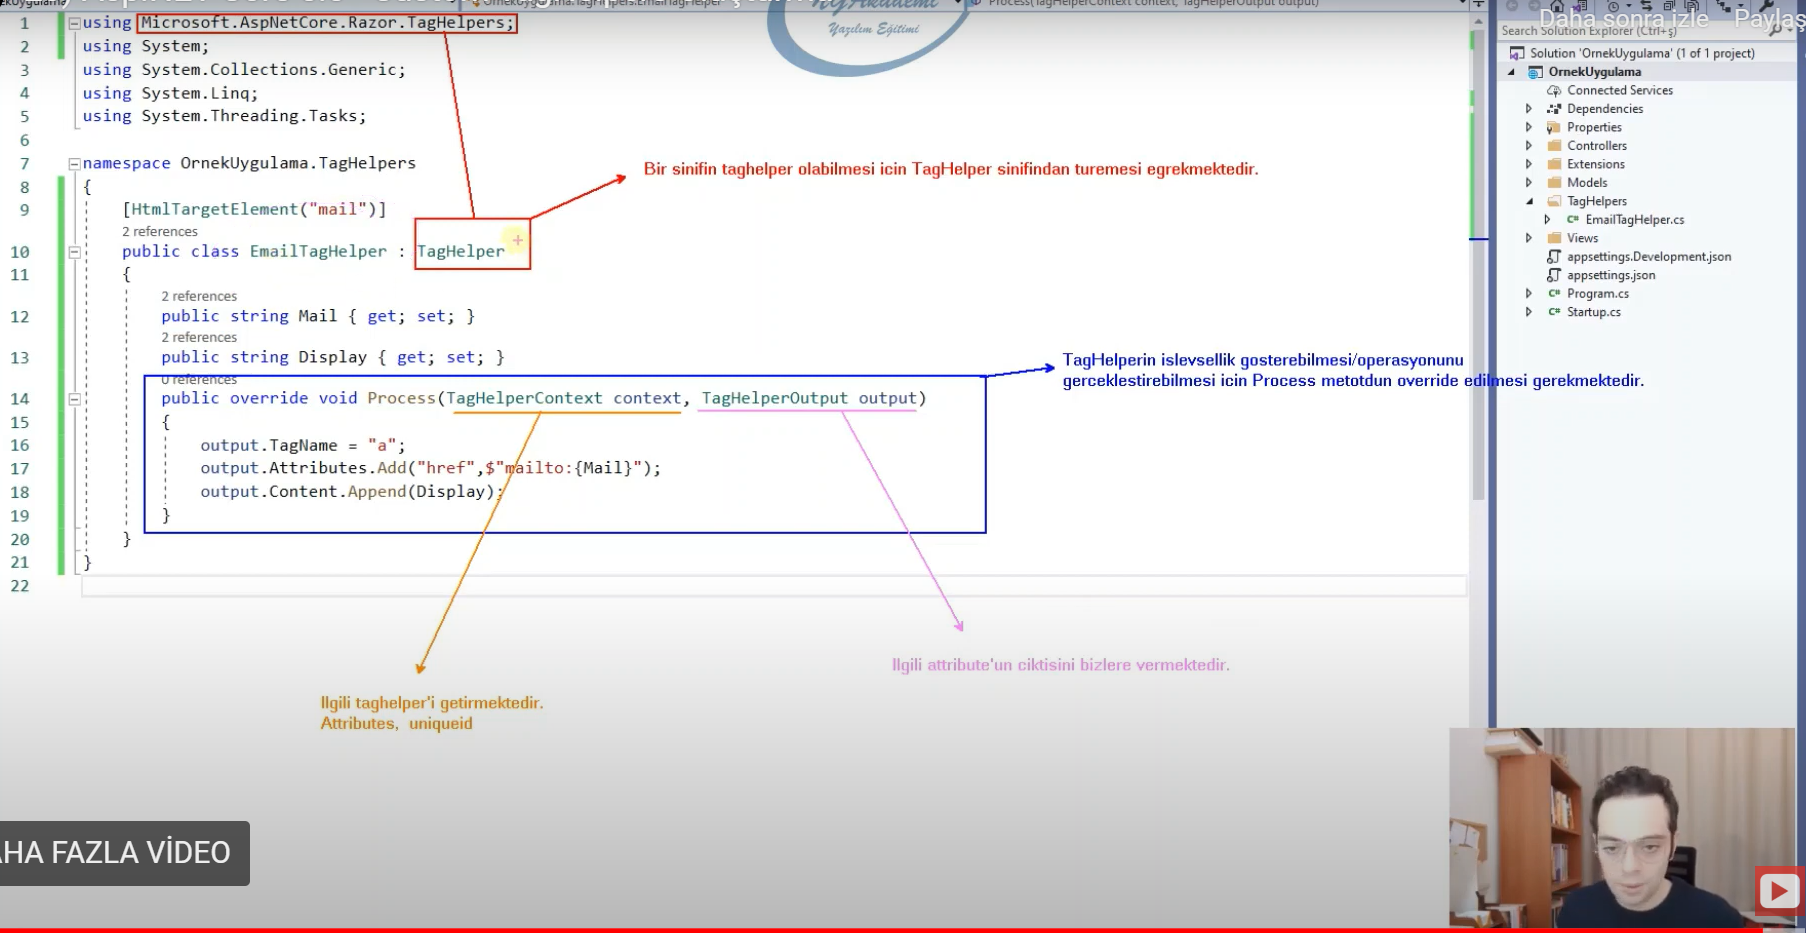 Daha sonra izle Paylaş
Process(TagHelperContext context, TagHelperOutput output)
Search Solution Explorer (Ctrl+ş)
Yazılım Eğitimi
1 using Microsoft.AspNetCore.Razor.TagHelpers;
2 using System;
3 using System.Collections.Generic;
4 using System.Linq;
5 using System.Threading.Tasks;
6
7 namespace OrnekUygulama.TagHelpers
8 {
9 [HtmlTargetElement("mail")]
2 references
10 public class EmailTagHelper : TagHelper
11 {
2 references
12 public string Mail { get; set; }
2 references
13 public string Display { get; set; }
0 references
14 public override void Process(TagHelperContext context, TagHelperOutput output)
15 {
16 output.TagName = "a";
17 output.Attributes.Add("href",$"mailto:{Mail}");
18 output.Content.Append(Display);
19 }
20 }
21 }
22
Bir sinifin taghelper olabilmesi icin TagHelper sinifindan turemesi egrekmektedir.
TagHelperin islevsellik gosterebilmesi/operasyonunu
gerceklestirebilmesi icin Process metotdun override edilmesi gerekmektedir.
Ilgili attribute'un ciktisini bizlere vermektedir.
Ilgili taghelper'i getirmektedir.
Attributes, uniqueid
Solution 'OrnekUygulama' (1 of 1 project)
OrnekUygulama
Connected Services
Dependencies
Properties
Controllers
Extensions
Models
TagHelpers
C# EmailTagHelper.cs
Views
appsettings.Development.json
appsettings.json
C# Program.cs
C# Startup.cs
AHA FAZLA VİDEO